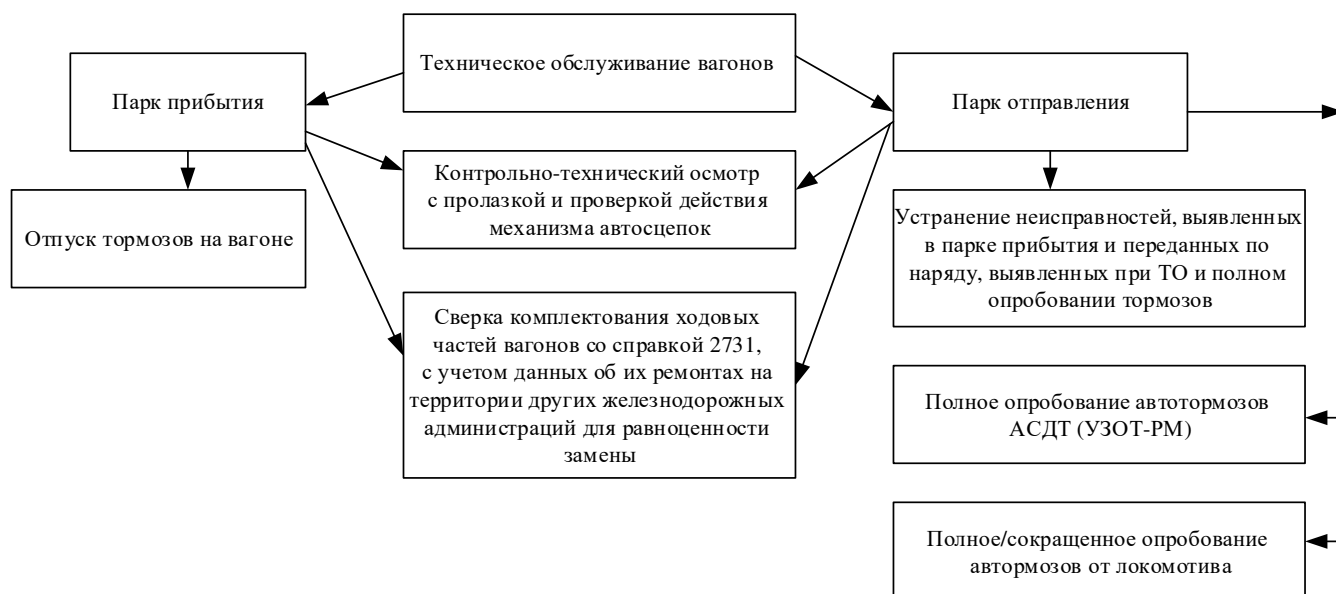 Техническое обслуживание вагонов
Парк прибытия
Парк отправления
Контрольно-технический осмотр
с пролазкой и проверкой действия
механизма автосцепок
Отпуск тормозов на вагоне
Устранение неисправностей, выявленных
в парке прибытия и переданных по
наряду, выявленных при ТО и полном
опробовании тормозов
Сверка комплектования ходовых
частей вагонов со справкой 2731,
с учетом данных об их ремонтах на
территории других железнодорожных
администраций для равноценности
замены
Полное опробование автотормозов
АСДТ (УЗОТ-РМ)
Полное/сокращенное опробование
автормозов от локомотива